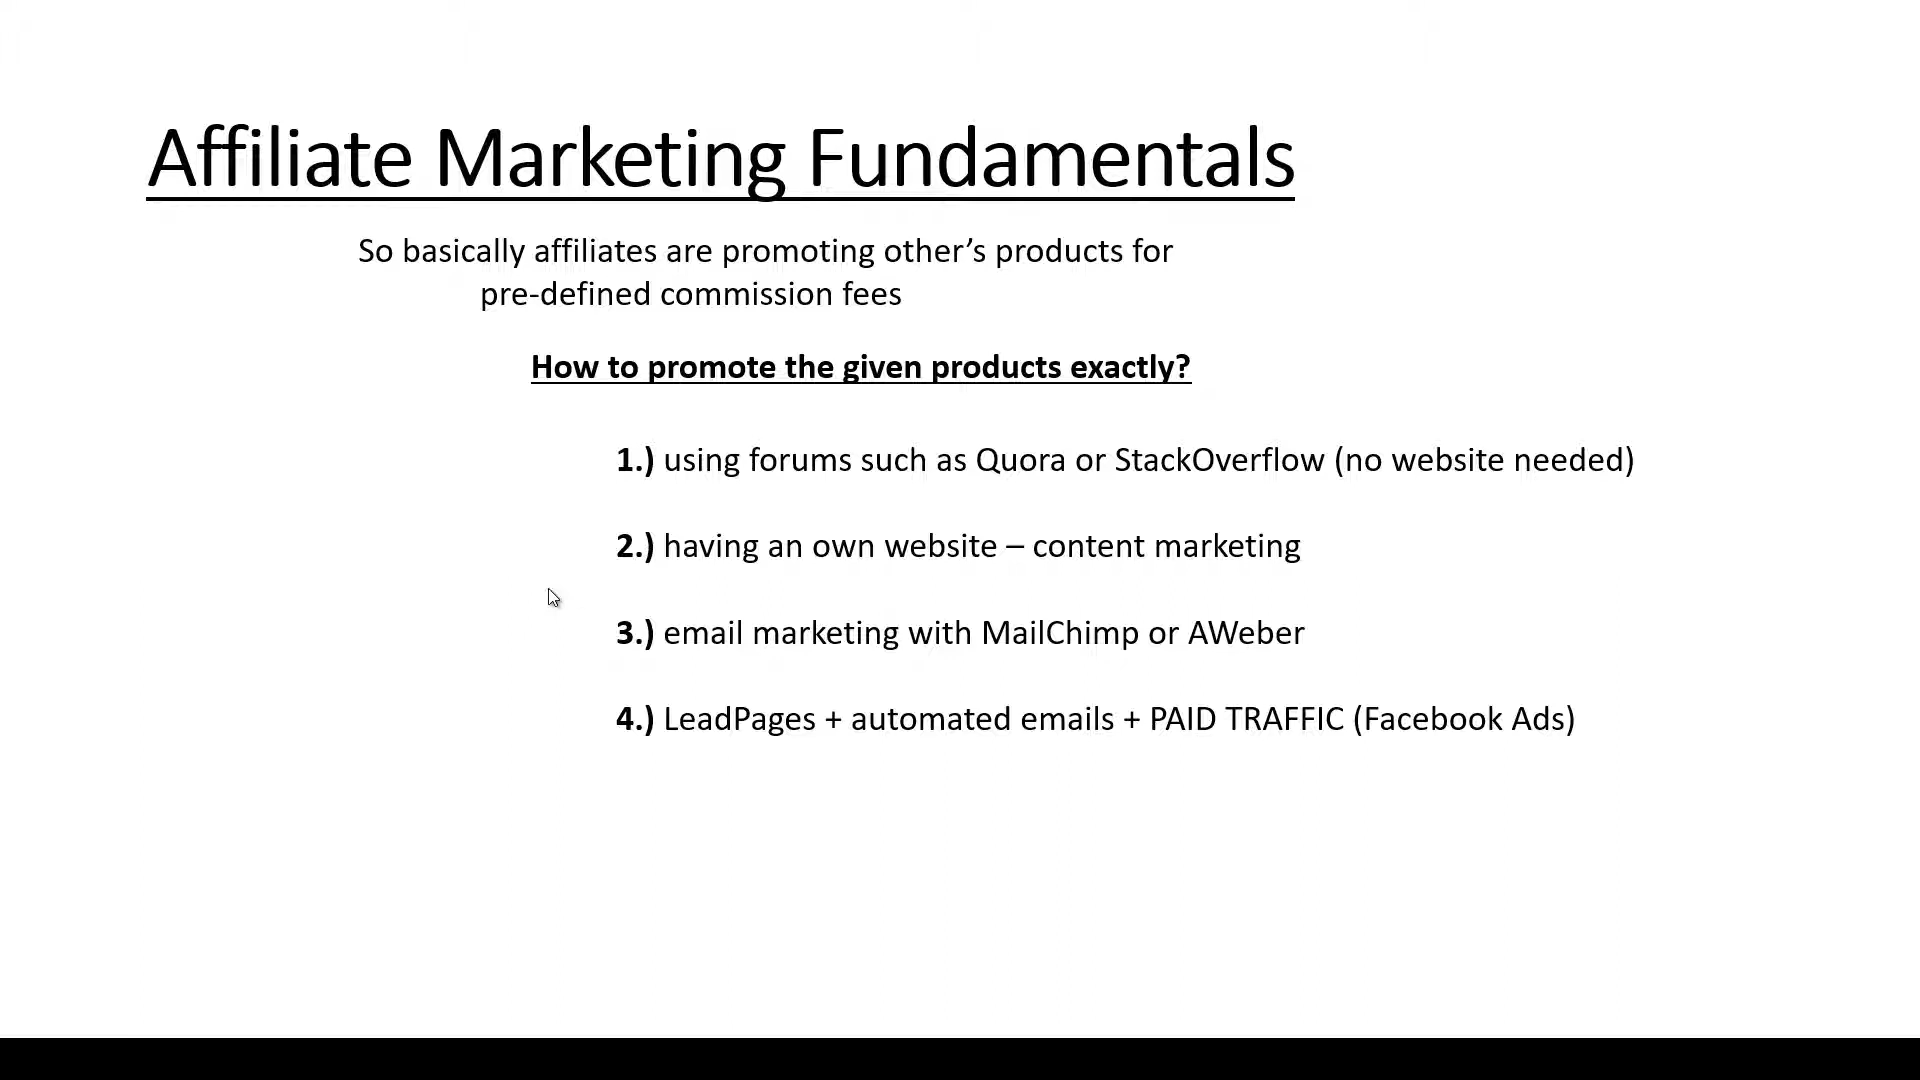 Affiliate Marketing Fundamentals
So basically affiliates are promoting other’s products for
pre-defined commission fees
How to promote the given products exactly?
1.) using forums such as Quora or StackOverflow (no website needed)
2.) having an own website – content marketing
3.) email marketing with MailChimp or AWeber
4.) LeadPages + automated emails + PAID TRAFFIC (Facebook Ads)